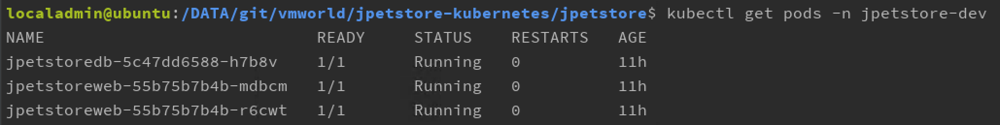 localadmin@ubuntu:/DATA/git/vmworld/jpetstore-kubernetes/jpetstore$ kubectl get pods -n jpetstore-dev
NAME READY STATUS RESTARTS AGE
jpetstoredb-5c47dd6588-h7b8v 1/1 Running 0 11h
jpetstoreweb-55b75b7b4b-mdbcm 1/1 Running 0 11h
jpetstoreweb-55b75b7b4b-r6cwt 1/1 Running 0 11h